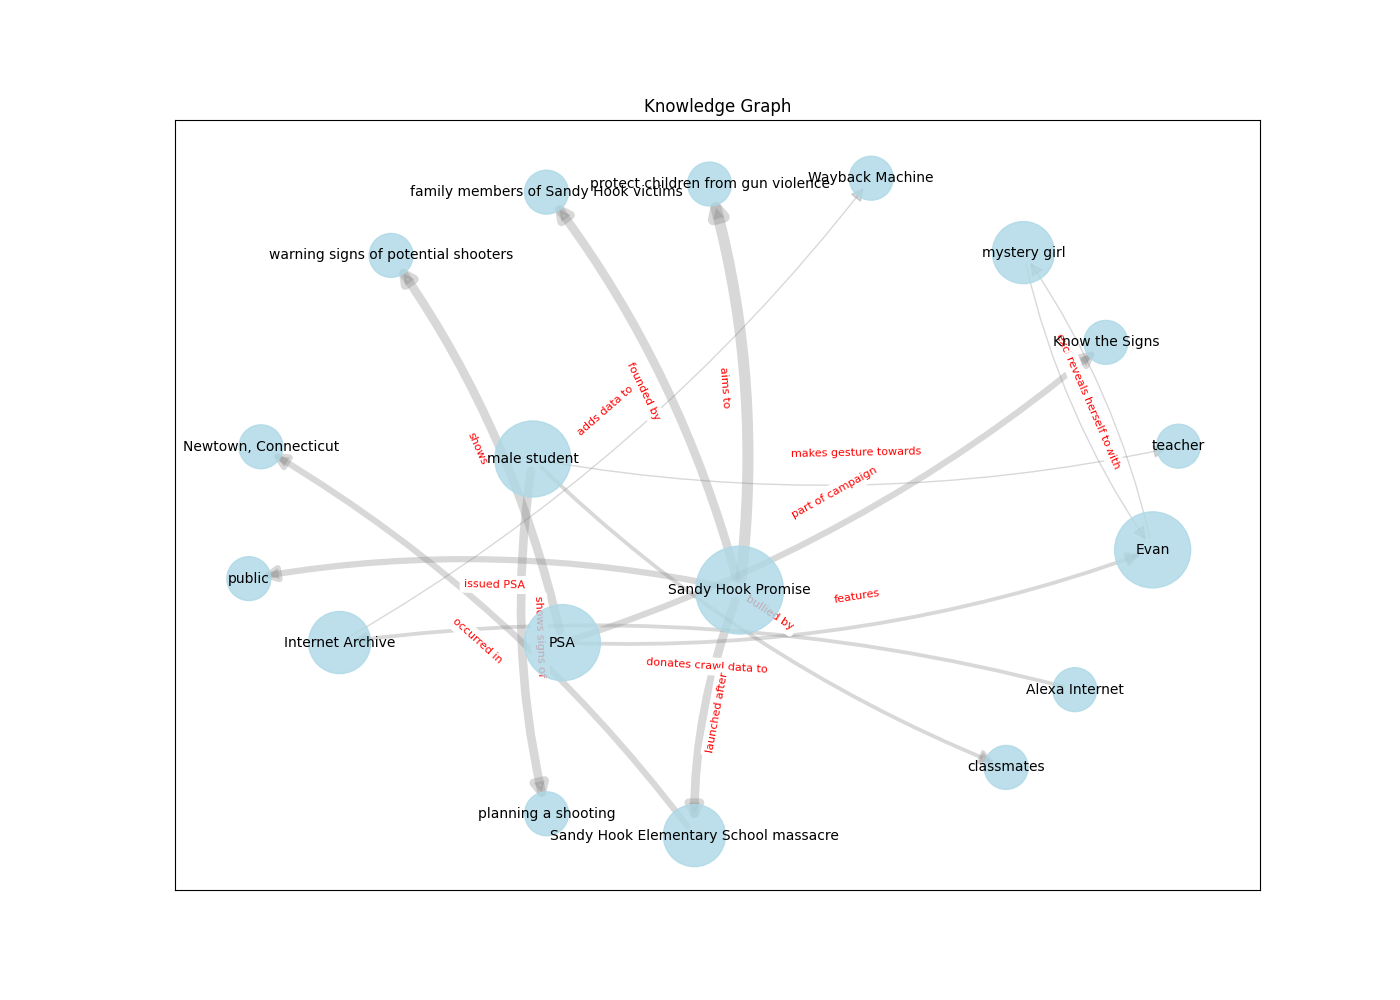 Knowledge Graph
Wayback Machine
protect children from gun violence
family members of Sandy Hook victims
warning signs of potential shooters
mystery girl
Know the Signs
reveals herself to
with
founded by
aims to
adds data to
shows
Newtown, Connecticut
male student
makes gesture towards
teacher
part of campaign
Evan
public
issued PSA
Sandy Hook Promise
features
bullied by
shows signs of
occurred in
Internet Archive
PSA
donates crawl data to
Alexa Internet
launched after
classmates
planning a shooting
Sandy Hook Elementary School massacre